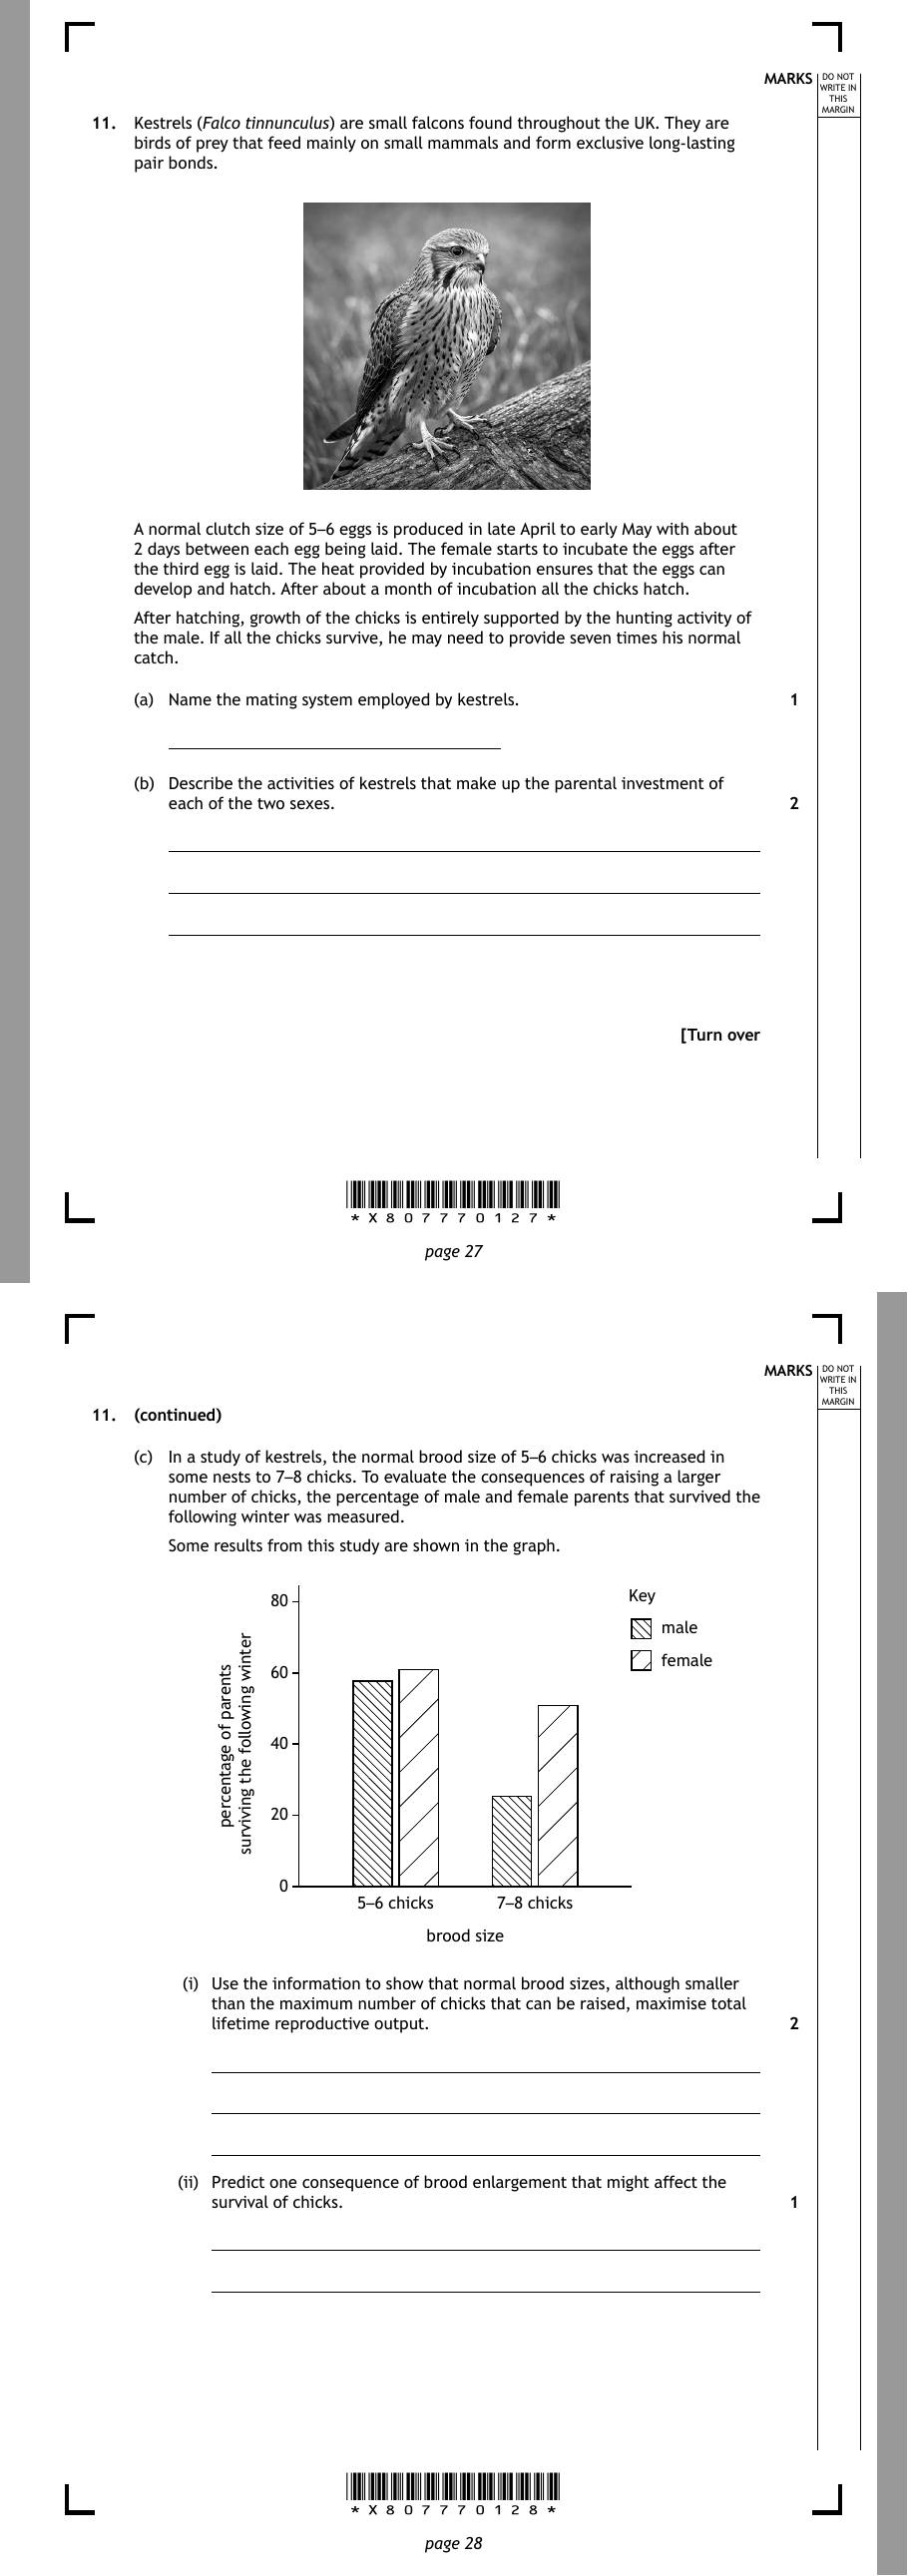 MARKS
DO NOT
WRITE IN
THIS
MARGIN
11. Kestrels (Falco tinnunculus) are small falcons found throughout the UK. They are
birds of prey that feed mainly on small mammals and form exclusive long-lasting
pair bonds.
A normal clutch size of 5–6 eggs is produced in late April to early May with about
2 days between each egg being laid. The female starts to incubate the eggs after
the third egg is laid. The heat provided by incubation ensures that the eggs can
develop and hatch. After about a month of incubation all the chicks hatch.
After hatching, growth of the chicks is entirely supported by the hunting activity of
the male. If all the chicks survive, he may need to provide seven times his normal
catch.
(a) Name the mating system employed by kestrels. 1
(b) Describe the activities of kestrels that make up the parental investment of
each of the two sexes. 2
[Turn over
* X 8 0 7 7 7 0 1 2 7 *
page 27
MARKS
DO NOT
WRITE IN
THIS
MARGIN
11. (continued)
(c) In a study of kestrels, the normal brood size of 5–6 chicks was increased in
some nests to 7–8 chicks. To evaluate the consequences of raising a larger
number of chicks, the percentage of male and female parents that survived the
following winter was measured.
Some results from this study are shown in the graph.
percentage of parents
surviving the following winter
80
60
40
20
0
Key
male
female
5–6 chicks 7–8 chicks
brood size
(i) Use the information to show that normal brood sizes, although smaller
than the maximum number of chicks that can be raised, maximise total
lifetime reproductive output. 2
(ii) Predict one consequence of brood enlargement that might affect the
survival of chicks. 1
* X 8 0 7 7 7 0 1 2 8 *
page 28